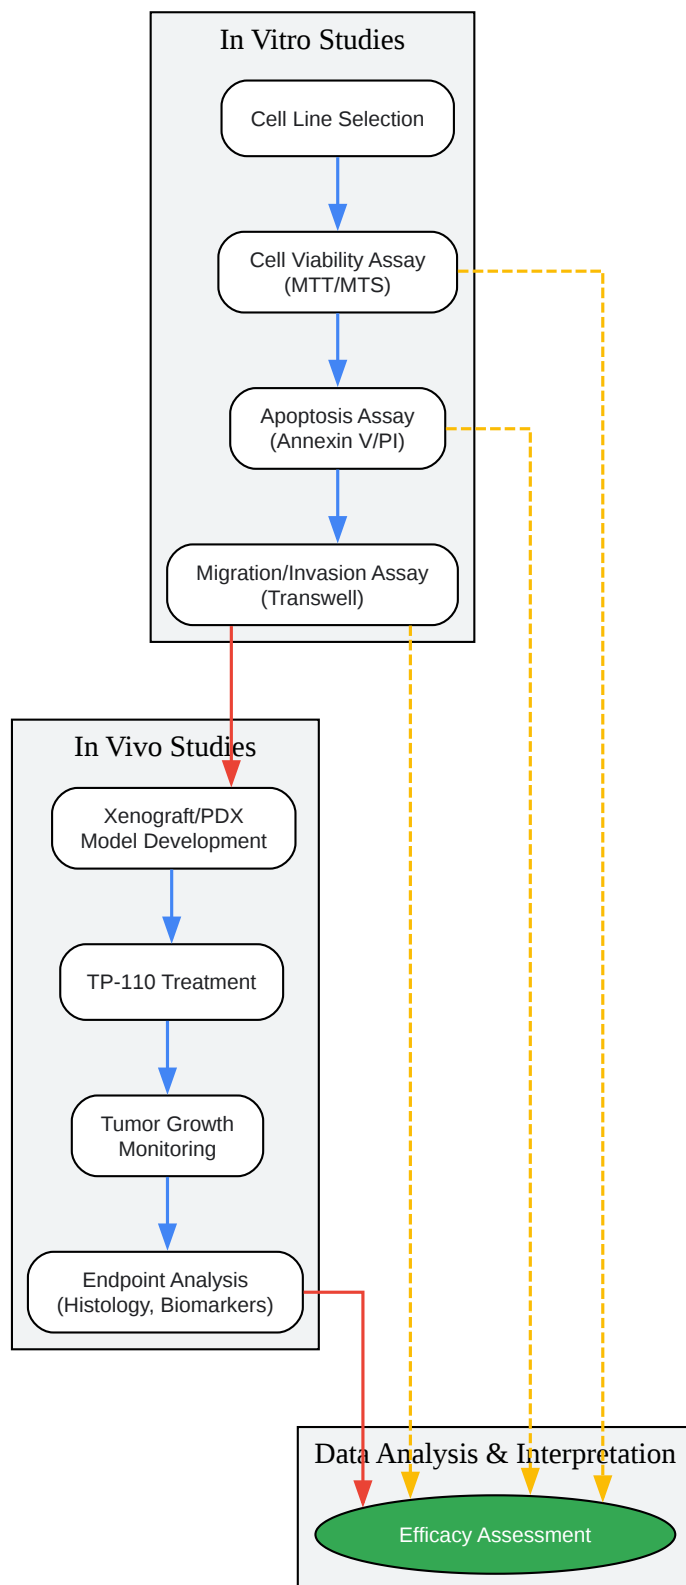 In Vitro Studies
Cell Line Selection
Cell Viability Assay
(MTT/MTS)
Apoptosis Assay
(Annexin V/PI)
Migration/Invasion Assay
(Transwell)
In Vivo Studies
Xenograft/PDX
Model Development
TP-110 Treatment
Tumor Growth
Monitoring
Endpoint Analysis
(Histology, Biomarkers)
Data Analysis & Interpretation
Efficacy Assessment